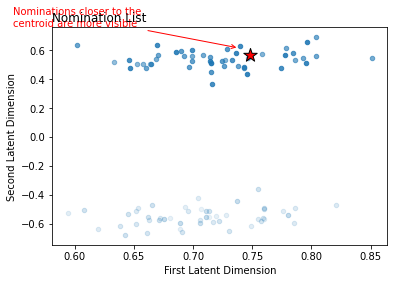 Nominations closer to the
centroid are more visible
Nomination List
Second Latent Dimension
0.6
0.4
0.2
0.0
−0.2
−0.4
−0.6
0.60 0.65 0.70 0.75 0.80 0.85
First Latent Dimension